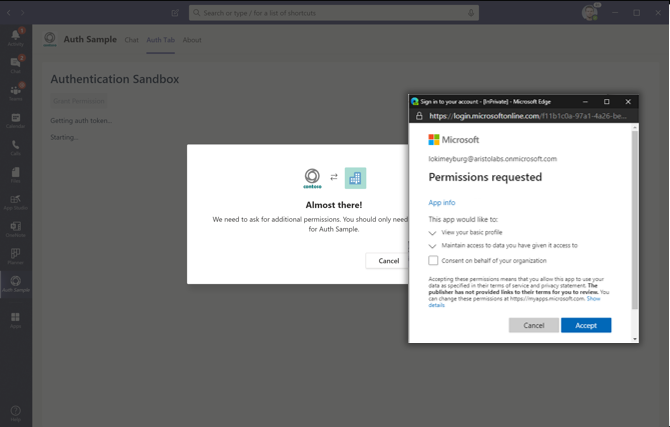 Search or type / for a list of shortcuts
Activity
Chat
Teams
Calendar
Calls
Files
App Studio
OneNote
Planner
Auth Sample
Apps
Help
contoso
Auth Sample
Chat
Auth Tab
About
Authentication Sandbox
Grant Permission
Getting auth token...
Starting...
contoso
Almost there!
We need to ask for additional permissions. You should only need
for Auth Sample.
Cancel
Sign in to your account - [InPrivate] - Microsoft Edge
https://login.microsoftonline.com/f11b1c0a-97a1-4a26-be...
Microsoft
lokimeyburg@aristolabs.onmicrosoft.com
Permissions requested
App info
This app would like to:
View your basic profile
Maintain access to data you have given it access to
Consent on behalf of your organization
Accepting these permissions means that you allow this app to use your
data as specified in their terms of service and privacy statement. The
publisher has not provided links to their terms for you to review. You
can change these permissions at https://myapps.microsoft.com. Show
details
Cancel
Accept